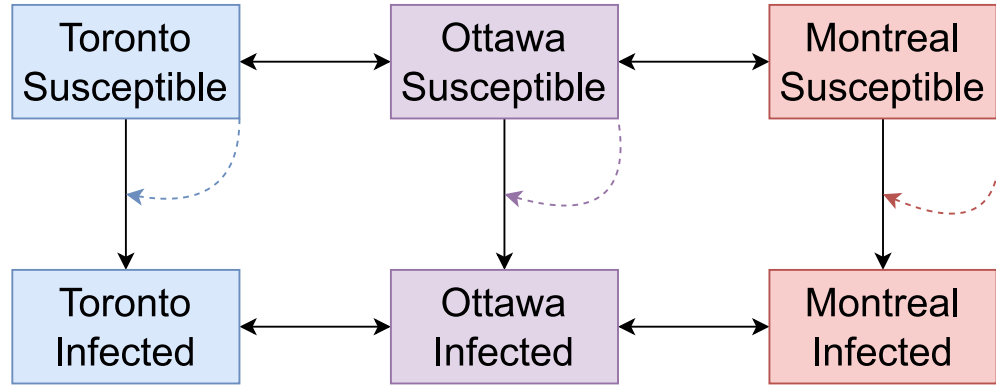 Toronto
Susceptible
Ottawa
Susceptible
Montreal
Susceptible
Toronto
Infected
Ottawa
Infected
Montreal
Infected